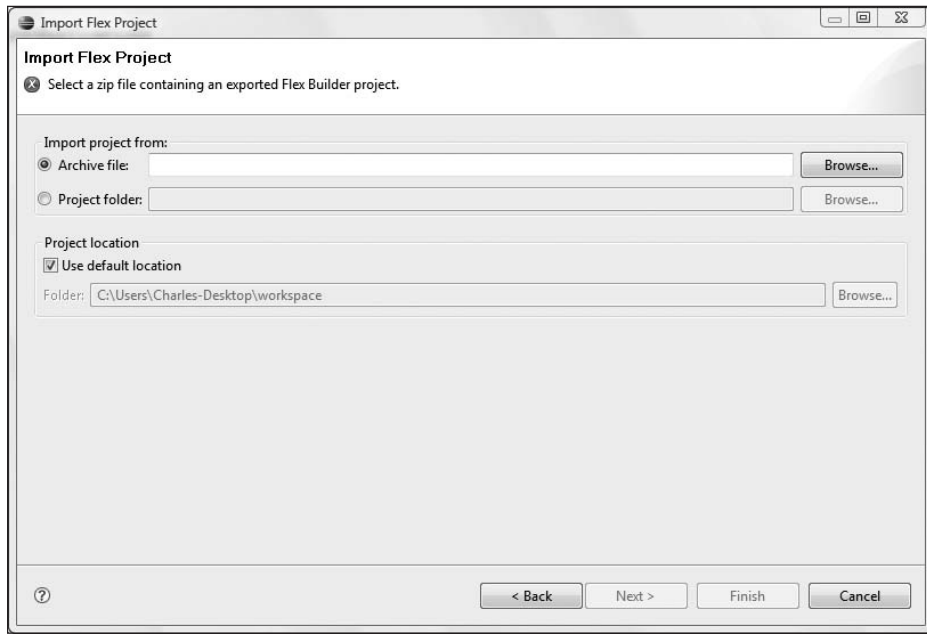 Import Flex Project
Import Flex Project
Select a zip file containing an exported Flex Builder project.
Import project from:
Archive file: Browse...
Project folder: Browse...
Project location
Use default location
Folder: C:\Users\Charles-Desktop\workspace Browse...
< Back Next > Finish Cancel